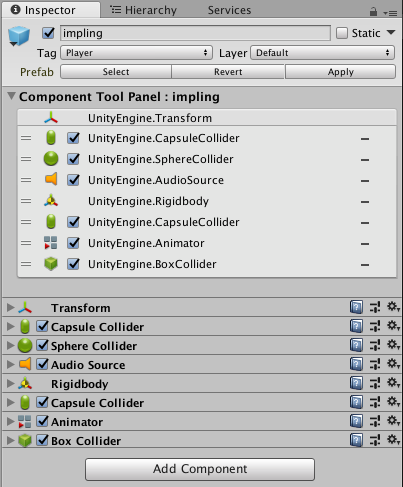 Inspector Hierarchy Services
impling Static
Tag Player Layer Default
Prefab Select Revert Apply
Component Tool Panel : impling
UnityEngine.Transform
UnityEngine.CapsuleCollider
UnityEngine.SphereCollider
UnityEngine.AudioSource
UnityEngine.Rigidbody
UnityEngine.CapsuleCollider
UnityEngine.Animator
UnityEngine.BoxCollider
Transform
Capsule Collider
Sphere Collider
Audio Source
Rigidbody
Capsule Collider
Animator
Box Collider
Add Component